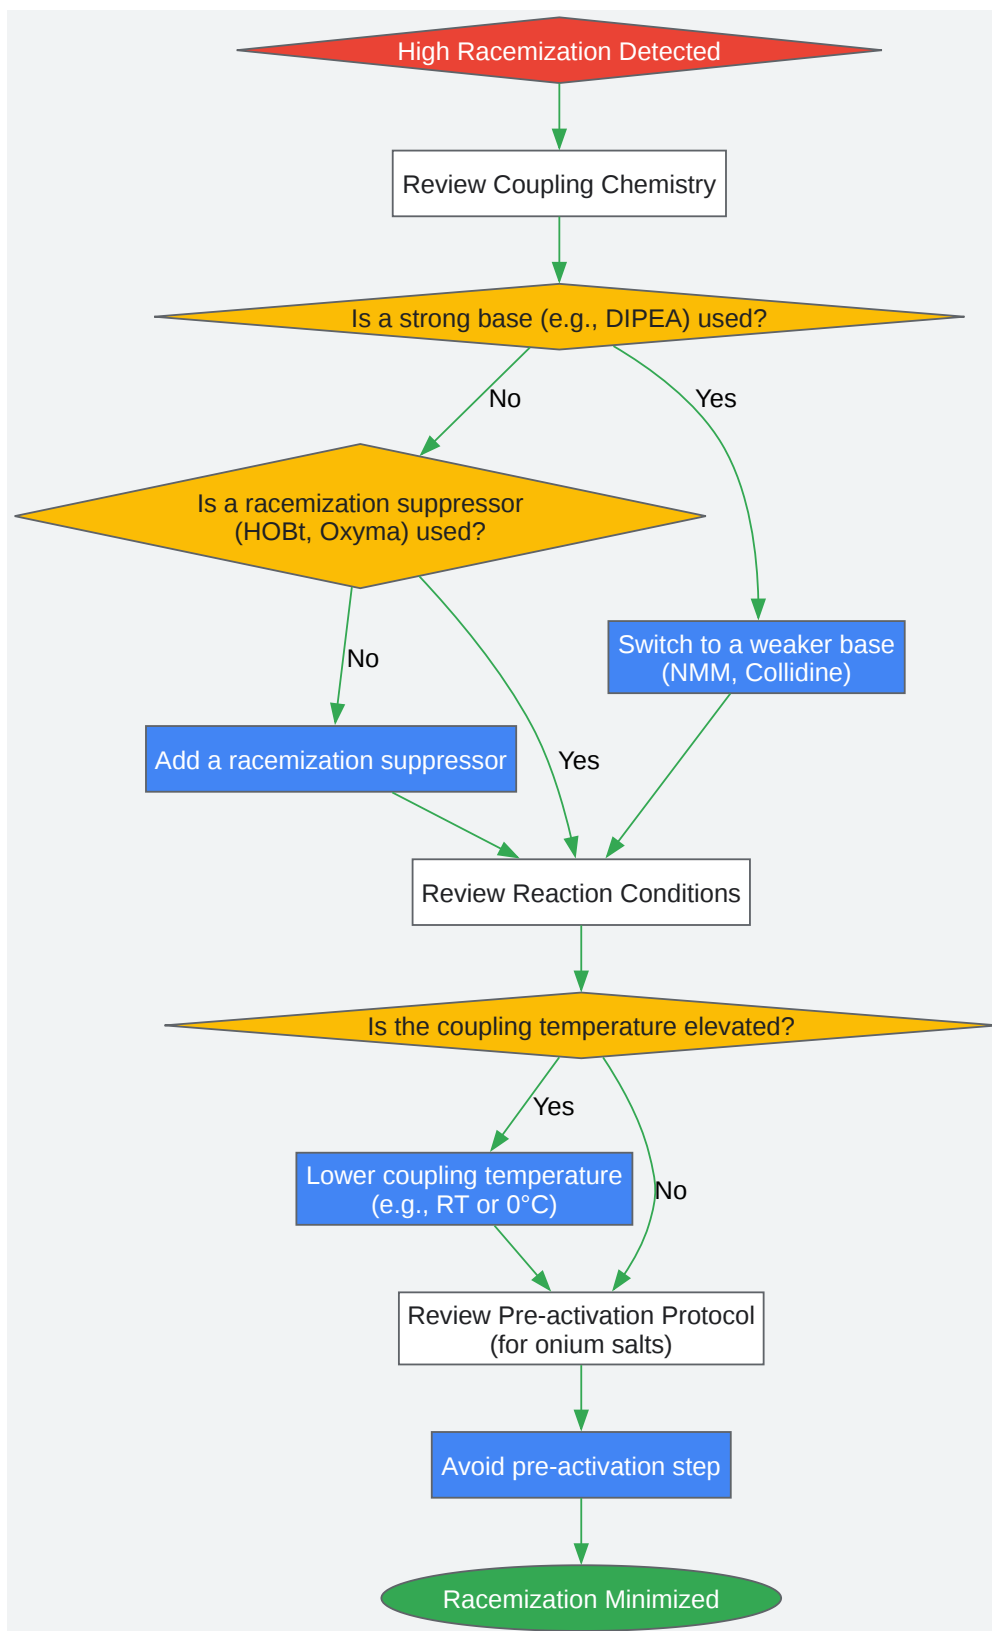 High Racemization Detected
Review Coupling Chemistry
Is a strong base (e.g., DIPEA) used?
No
Yes
Is a racemization suppressor
(HOBt, Oxyma) used?
Switch to a weaker base
(NMM, Collidine)
No
Add a racemization suppressor
Yes
Review Reaction Conditions
Is the coupling temperature elevated?
Yes
Lower coupling temperature
(e.g., RT or 0°C)
No
Review Pre-activation Protocol
(for onium salts)
Avoid pre-activation step
Racemization Minimized